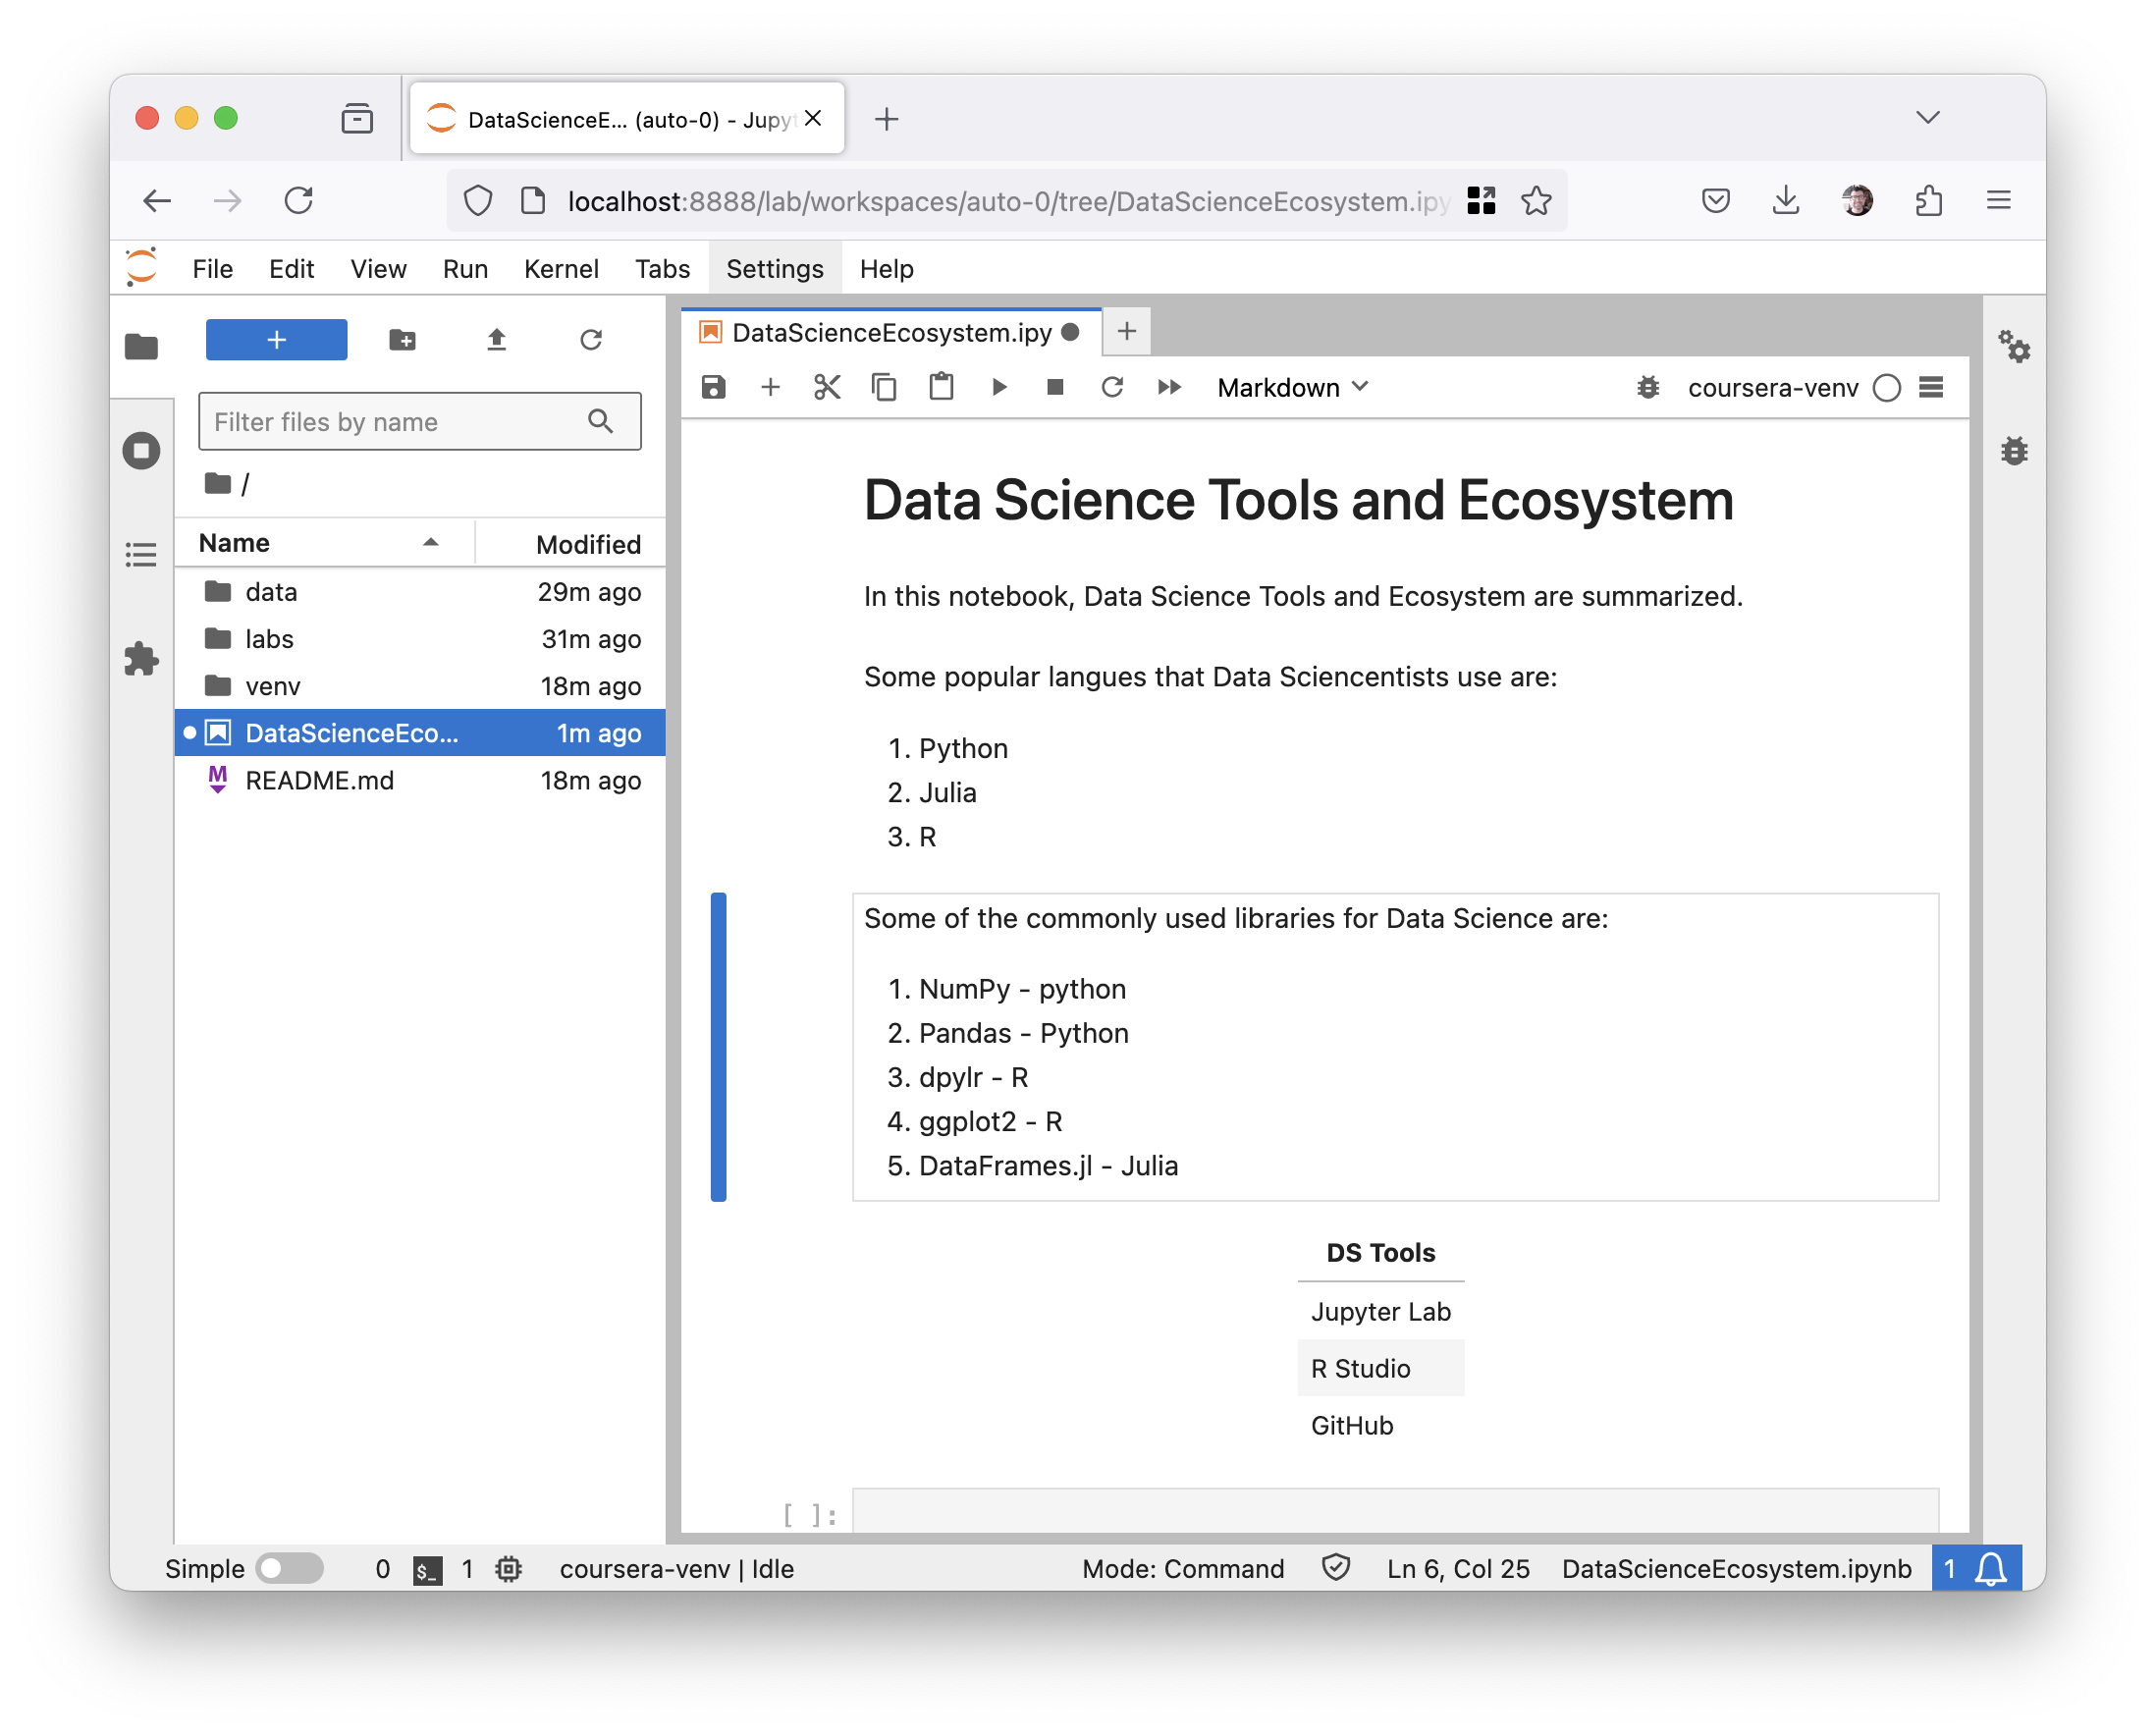 DataScienceE... (auto-0) - Jupyt
localhost:8888/lab/workspaces/auto-0/tree/DataScienceEcosystem.ipy
File Edit View Run Kernel Tabs Settings Help
DataScienceEcosystem.ipy
Markdown coursera-venv
Filter files by name
/
Name Modified
data 29m ago
labs 31m ago
venv 18m ago
DataScienceEco... 1m ago
README.md 18m ago
Data Science Tools and Ecosystem
In this notebook, Data Science Tools and Ecosystem are summarized.
Some popular langues that Data Sciencentists use are:
1. Python
2. Julia
3. R
Some of the commonly used libraries for Data Science are:
1. NumPy - python
2. Pandas - Python
3. dpylr - R
4. ggplot2 - R
5. DataFrames.jl - Julia
DS Tools
Jupyter Lab
R Studio
GitHub
[ ]:
Simple 0 $_ 1 coursera-venv | Idle Mode: Command Ln 6, Col 25 DataScienceEcosystem.ipynb 1